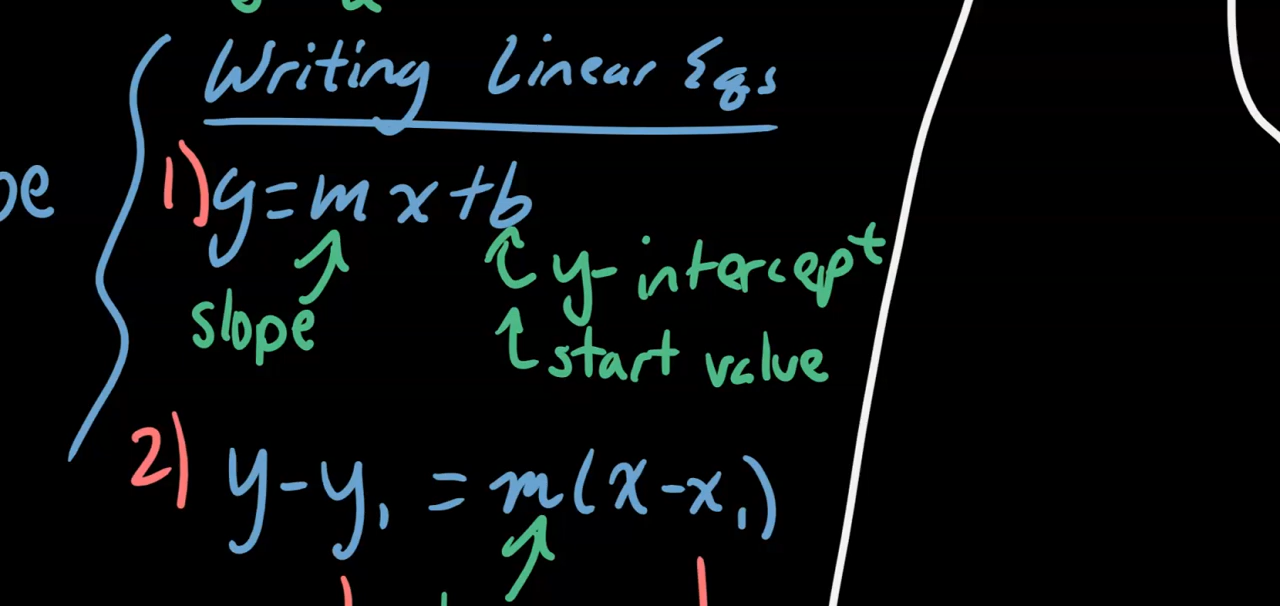 Writing Linear Eqs
1) y=mx+b
y-intercept
slope
start value
2) y-y₁ = m(x-x₁)